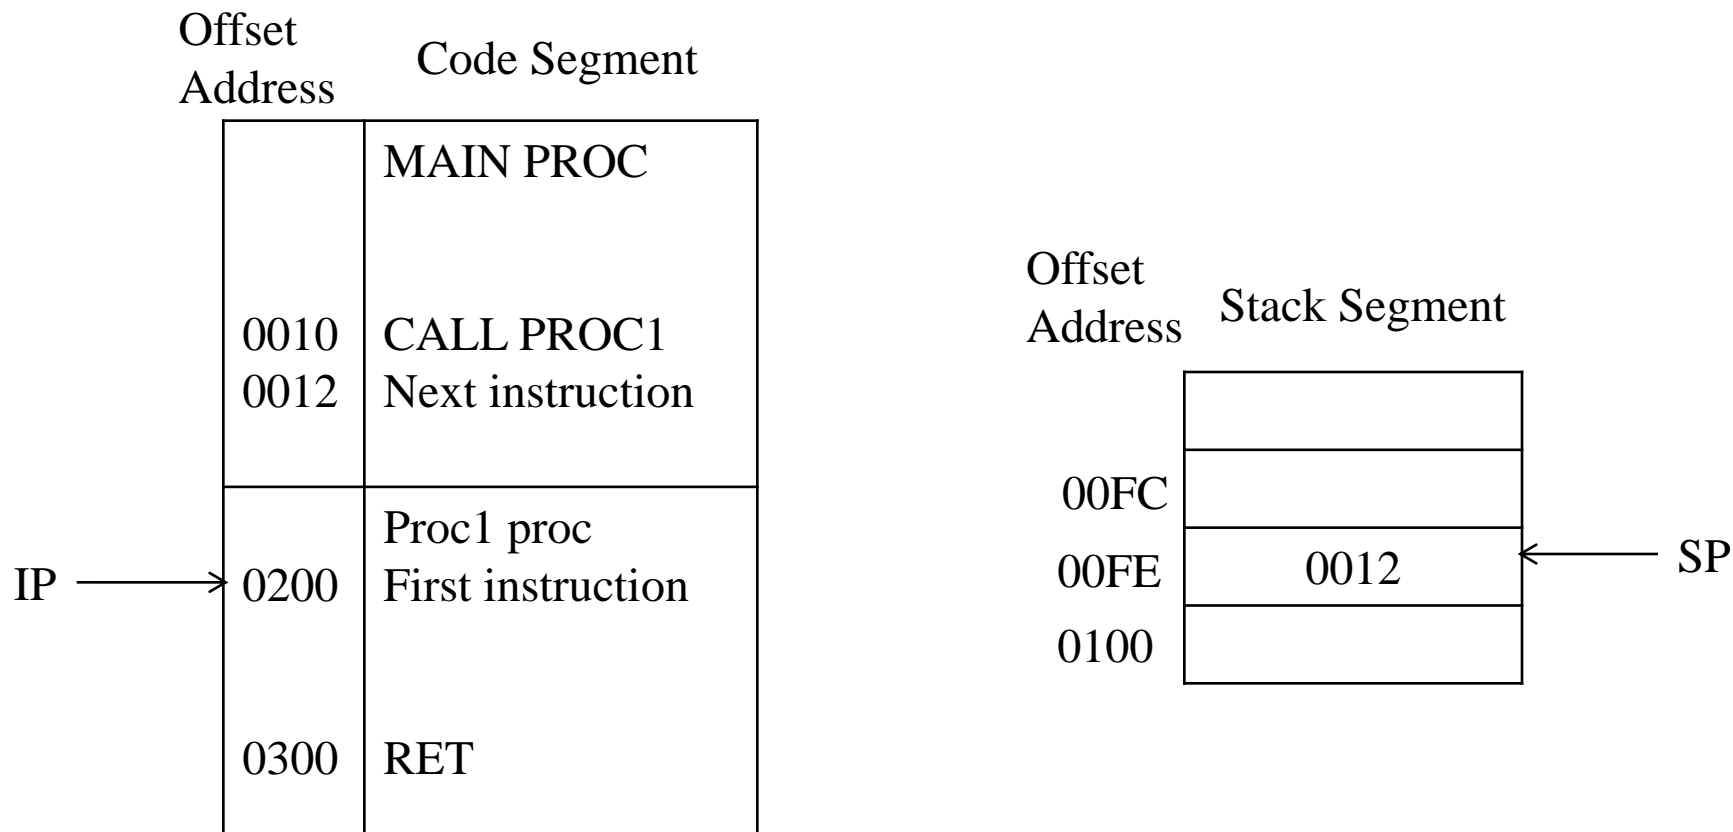 Offset
Address
Code Segment
MAIN PROC
0010 CALL PROC1
0012 Next instruction
Proc1 proc
IP 0200 First instruction
0300 RET
Offset
Address
Stack Segment
00FC
00FE 0012 SP
0100